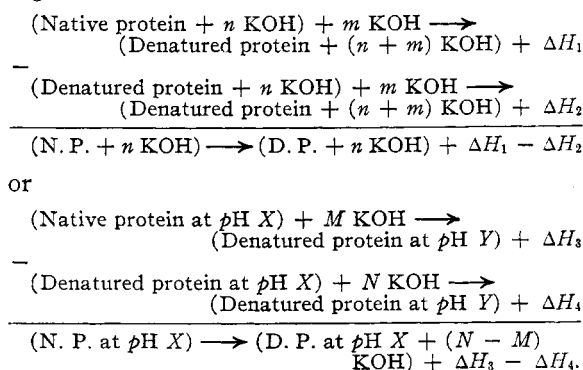 (Native protein + n KOH) + m KOH ⟶
(Denatured protein + (n + m) KOH) + ΔH₁
−
(Denatured protein + n KOH) + m KOH ⟶
(Denatured protein + (n + m) KOH) + ΔH₂
(N. P. + n KOH) ⟶ (D. P. + n KOH) + ΔH₁ − ΔH₂
or
(Native protein at pH X) + M KOH ⟶
(Denatured protein at pH Y) + ΔH₃
−
(Denatured protein at pH X) + N KOH ⟶
(Denatured protein at pH Y) + ΔH₄
(N. P. at pH X) ⟶ (D. P. at pH X + (N − M)
KOH) + ΔH₃ − ΔH₄.